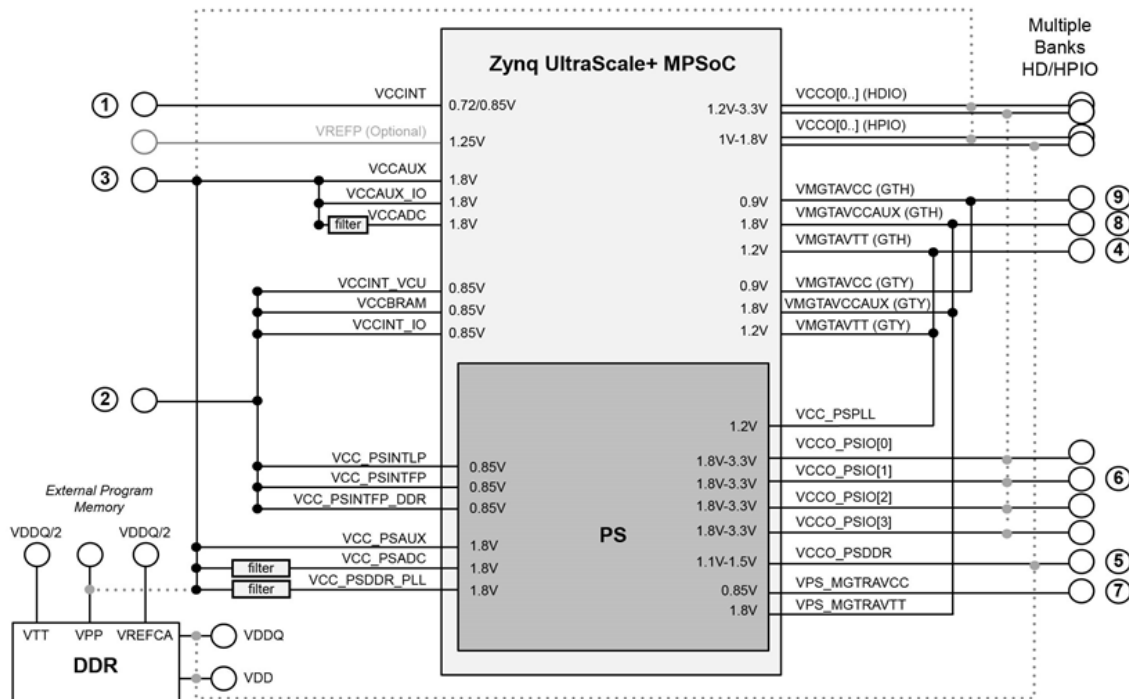 Zynq UltraScale+ MPSoC
Multiple
Banks
HD/HPIO
1
VCCINT
0.72/0.85V
VREFP (Optional)
1.25V
3
VCCAUX
1.8V
VCCAUX_IO
1.8V
filter
VCCADC
1.8V
VCCINT_VCU
0.85V
VCCBRAM
0.85V
VCCINT_IO
0.85V
2
VCC_PSINTLP
0.85V
VCC_PSINTFP
0.85V
VCC_PSINTFP_DDR
0.85V
VCC_PSAUX
1.8V
filter
VCC_PSADC
1.8V
filter
VCC_PSDDR_PLL
1.8V
External Program
Memory
VDDQ/2
VDDQ/2
VTT
VPP
VREFCA
DDR
VDDQ
VDD
PS
1.2V-3.3V
VCCO[0..] (HDIO)
1V-1.8V
VCCO[0..] (HPIO)
0.9V
VMGTAVCC (GTH)
9
1.8V
VMGTAVCCAUX (GTH)
8
1.2V
VMGTAVTT (GTH)
4
0.9V
VMGTAVCC (GTY)
1.8V
VMGTAVCCAUX (GTY)
1.2V
VMGTAVTT (GTY)
1.2V
VCC_PSPLL
1.8V-3.3V
VCCO_PSIO[0]
1.8V-3.3V
VCCO_PSIO[1]
6
1.8V-3.3V
VCCO_PSIO[2]
1.8V-3.3V
VCCO_PSIO[3]
1.1V-1.5V
VCCO_PSDDR
5
0.85V
VPS_MGTRAVCC
7
1.8V
VPS_MGTRAVTT